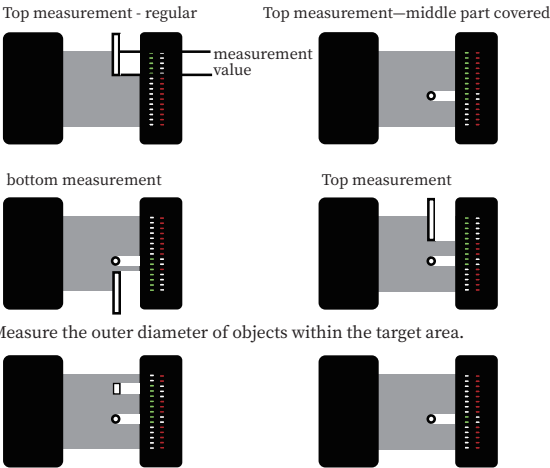 Top measurement - regular
Top measurement—middle part covered
measurement
value
bottom measurement
Top measurement
Measure the outer diameter of objects within the target area.